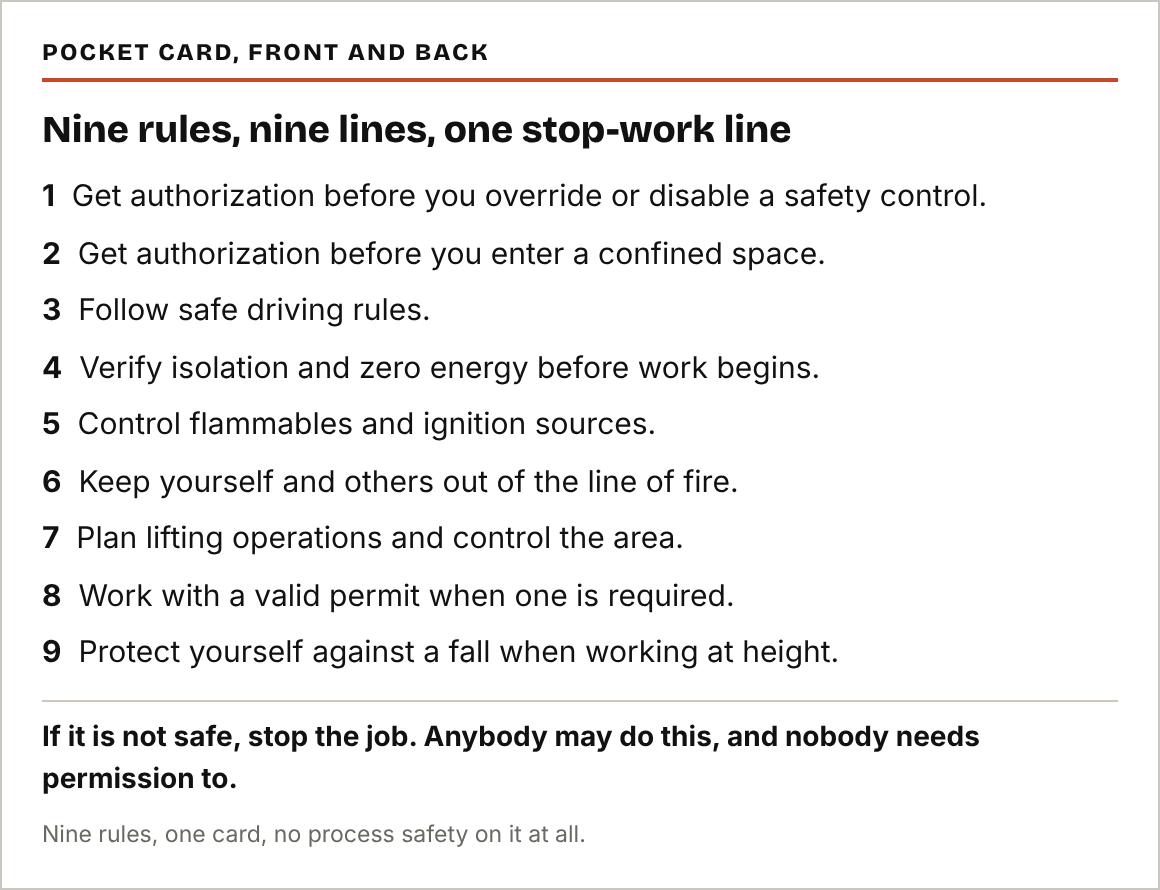 POCKET CARD, FRONT AND BACK
Nine rules, nine lines, one stop-work line
1 Get authorization before you override or disable a safety control.
2 Get authorization before you enter a confined space.
3 Follow safe driving rules.
4 Verify isolation and zero energy before work begins.
5 Control flammables and ignition sources.
6 Keep yourself and others out of the line of fire.
7 Plan lifting operations and control the area.
8 Work with a valid permit when one is required.
9 Protect yourself against a fall when working at height.
If it is not safe, stop the job. Anybody may do this, and nobody needs
permission to.
Nine rules, one card, no process safety on it at all.